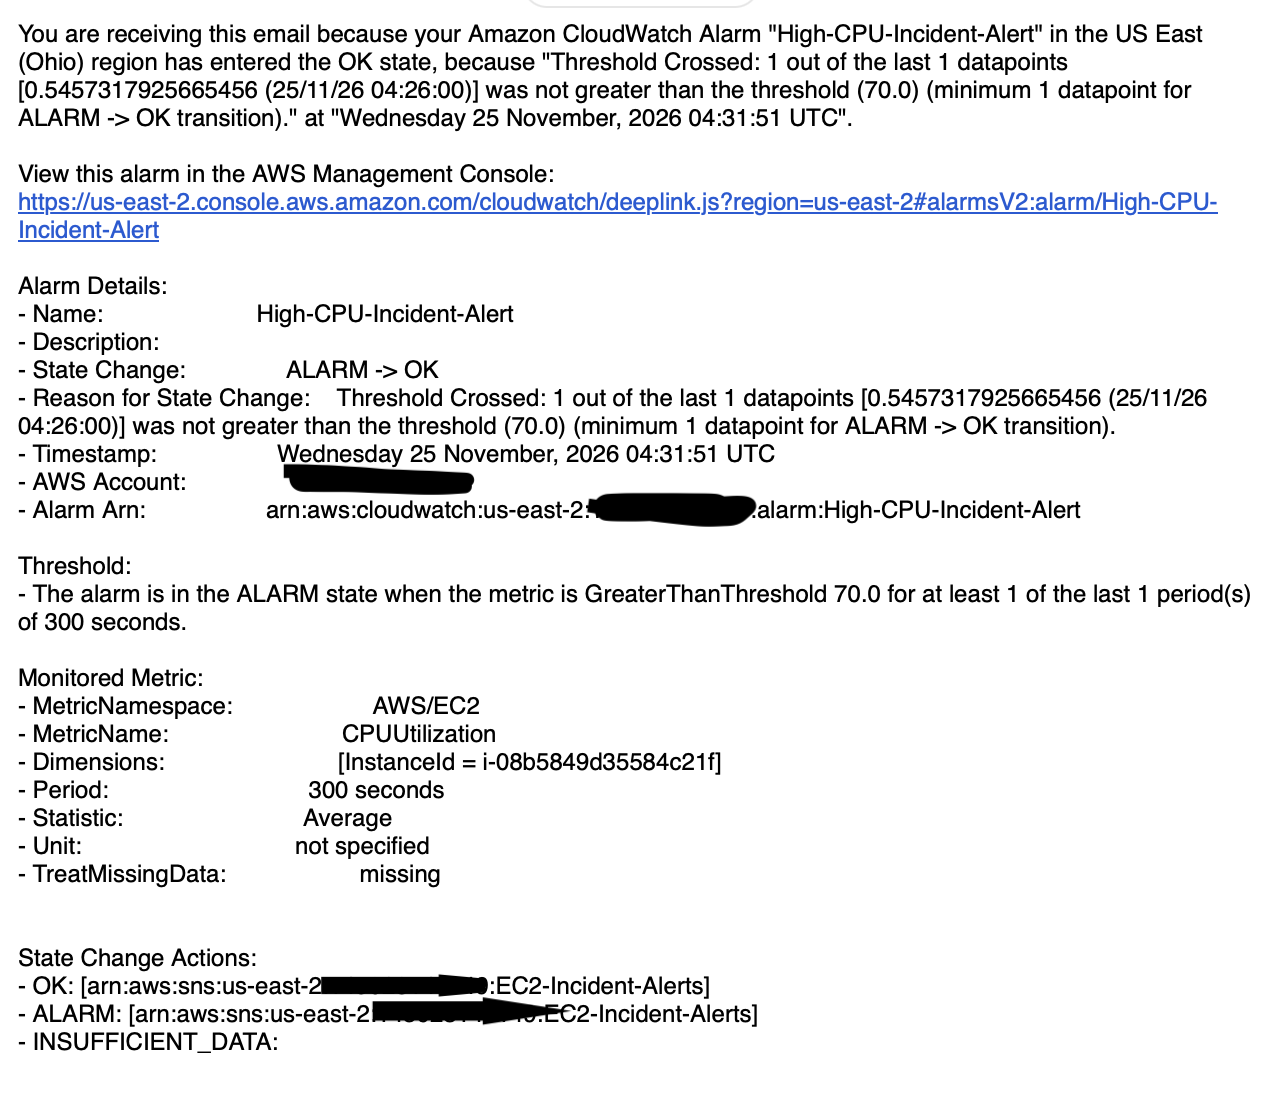 You are receiving this email because your Amazon CloudWatch Alarm "High-CPU-Incident-Alert" in the US East
(Ohio) region has entered the OK state, because "Threshold Crossed: 1 out of the last 1 datapoints
[0.5457317925665456 (25/11/26 04:26:00)] was not greater than the threshold (70.0) (minimum 1 datapoint for
ALARM -> OK transition)." at "Wednesday 25 November, 2026 04:31:51 UTC".
View this alarm in the AWS Management Console:
https://us-east-2.console.aws.amazon.com/cloudwatch/deeplink.js?region=us-east-2#alarmsV2:alarm/High-CPU-
Incident-Alert
Alarm Details:
- Name: High-CPU-Incident-Alert
- Description:
- State Change: ALARM -> OK
- Reason for State Change: Threshold Crossed: 1 out of the last 1 datapoints [0.5457317925665456 (25/11/26
04:26:00)] was not greater than the threshold (70.0) (minimum 1 datapoint for ALARM -> OK transition).
- Timestamp: Wednesday 25 November, 2026 04:31:51 UTC
- AWS Account:
- Alarm Arn: arn:aws:cloudwatch:us-east-2: :alarm:High-CPU-Incident-Alert
Threshold:
- The alarm is in the ALARM state when the metric is GreaterThanThreshold 70.0 for at least 1 of the last 1 period(s)
of 300 seconds.
Monitored Metric:
- MetricNamespace: AWS/EC2
- MetricName: CPUUtilization
- Dimensions: [InstanceId = i-08b5849d35584c21f]
- Period: 300 seconds
- Statistic: Average
- Unit: not specified
- TreatMissingData: missing
State Change Actions:
- OK: [arn:aws:sns:us-east-2 :EC2-Incident-Alerts]
- ALARM: [arn:aws:sns:us-east-2 :EC2-Incident-Alerts]
- INSUFFICIENT_DATA: